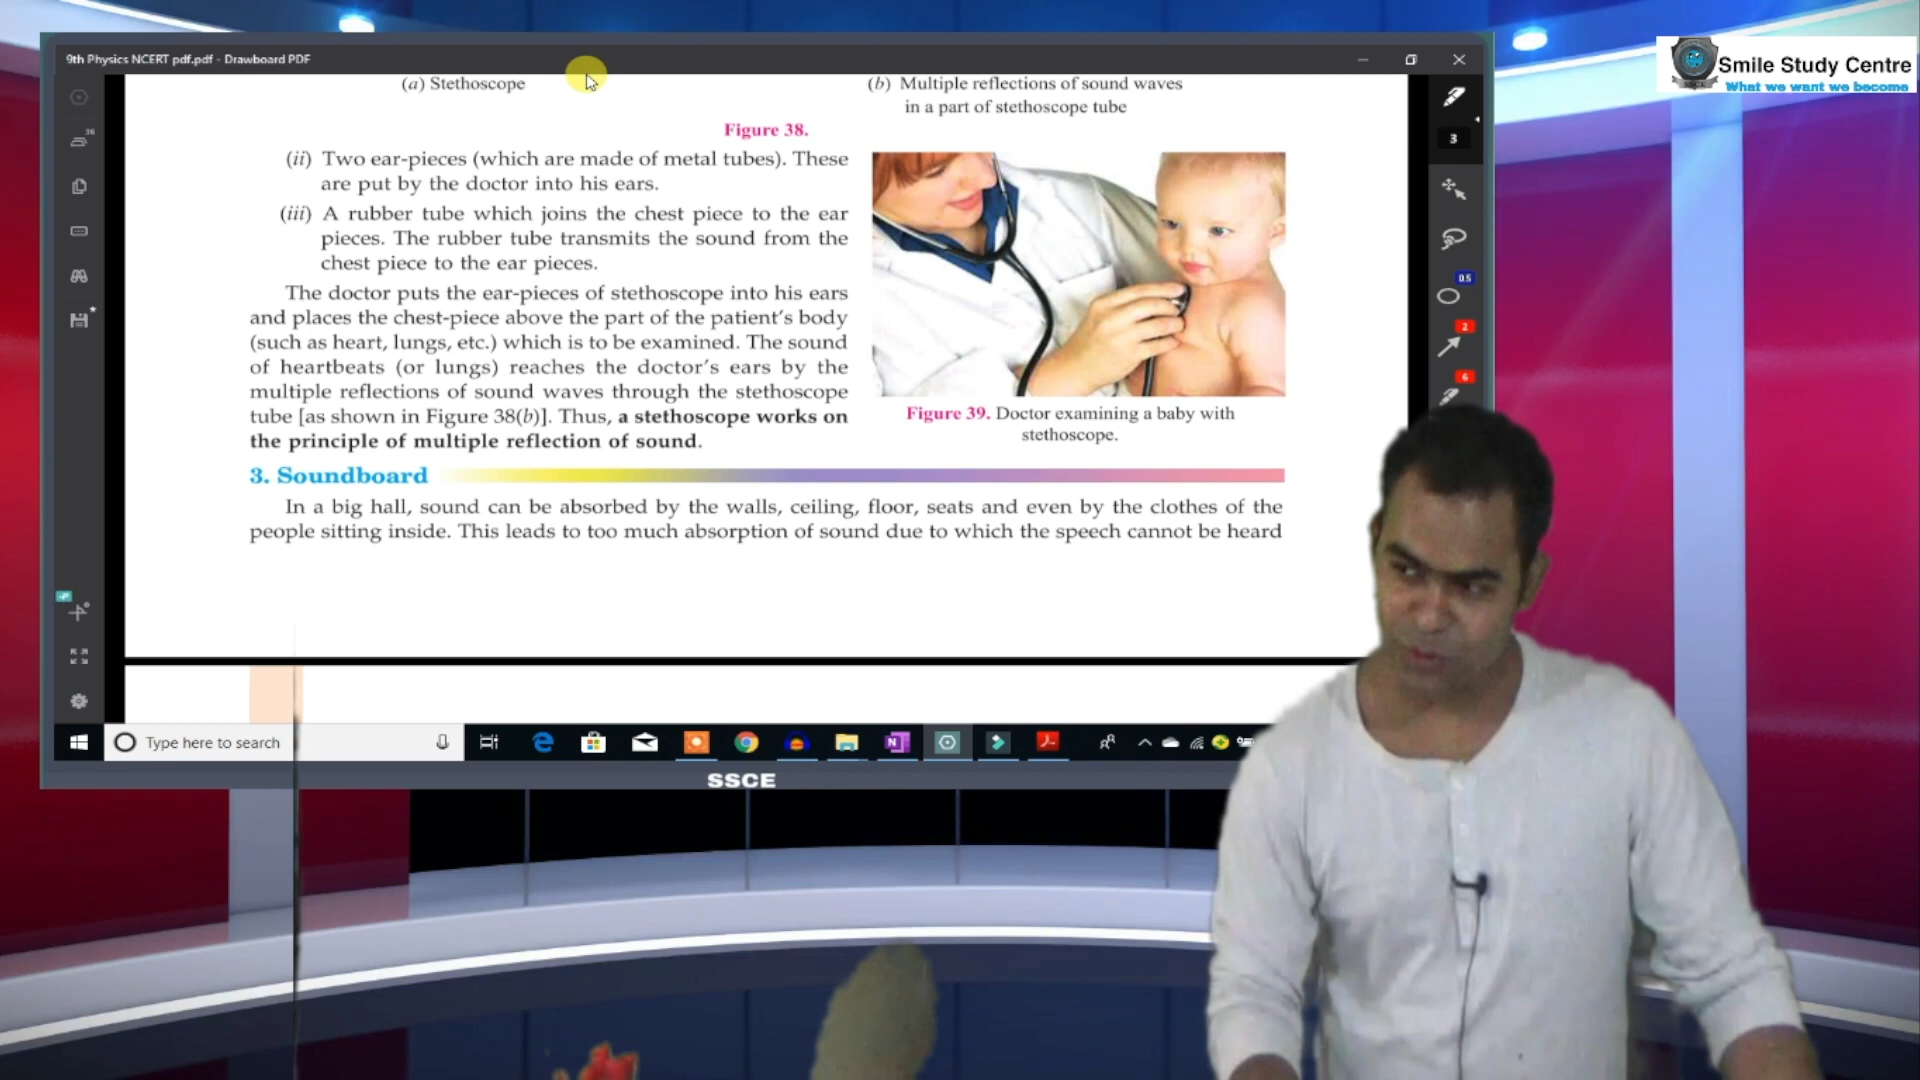 9th Physics NCERT pdf.pdf - Drawboard PDF
Smile Study Centre
What we want we become
(a) Stethoscope
(b) Multiple reflections of sound waves
in a part of stethoscope tube
Figure 38.
(ii) Two ear-pieces (which are made of metal tubes). These
are put by the doctor into his ears.
(iii) A rubber tube which joins the chest piece to the ear
pieces. The rubber tube transmits the sound from the
chest piece to the ear pieces.
The doctor puts the ear-pieces of stethoscope into his ears
and places the chest-piece above the part of the patient's body
(such as heart, lungs, etc.) which is to be examined. The sound
of heartbeats (or lungs) reaches the doctor's ears by the
multiple reflections of sound waves through the stethoscope
tube [as shown in Figure 38(b)]. Thus, a stethoscope works on
the principle of multiple reflection of sound.
Figure 39. Doctor examining a baby with
stethoscope.
3. Soundboard
In a big hall, sound can be absorbed by the walls, ceiling, floor, seats and even by the clothes of the
people sitting inside. This leads to too much absorption of sound due to which the speech cannot be heard
36
3
0.5
2
6
Type here to search
SSCE